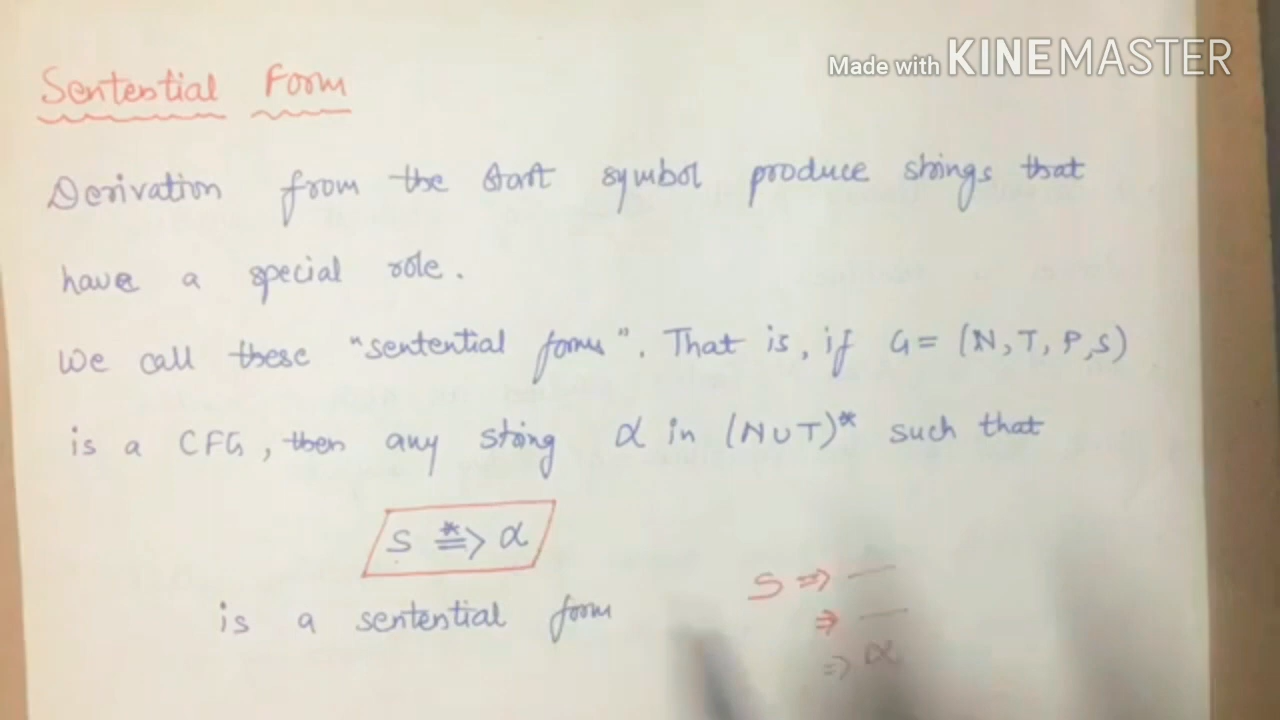 Made with KINEMASTER
Sentential Form
Derivation from the start symbol produce strings that
have a special role.
We call these "sentential forms". That is, if G = (N, T, P, S)
is a CFG, then any string α in (N ∪ T)* such that
S *=> α
is a sentential form
S => —
=> —
=> α